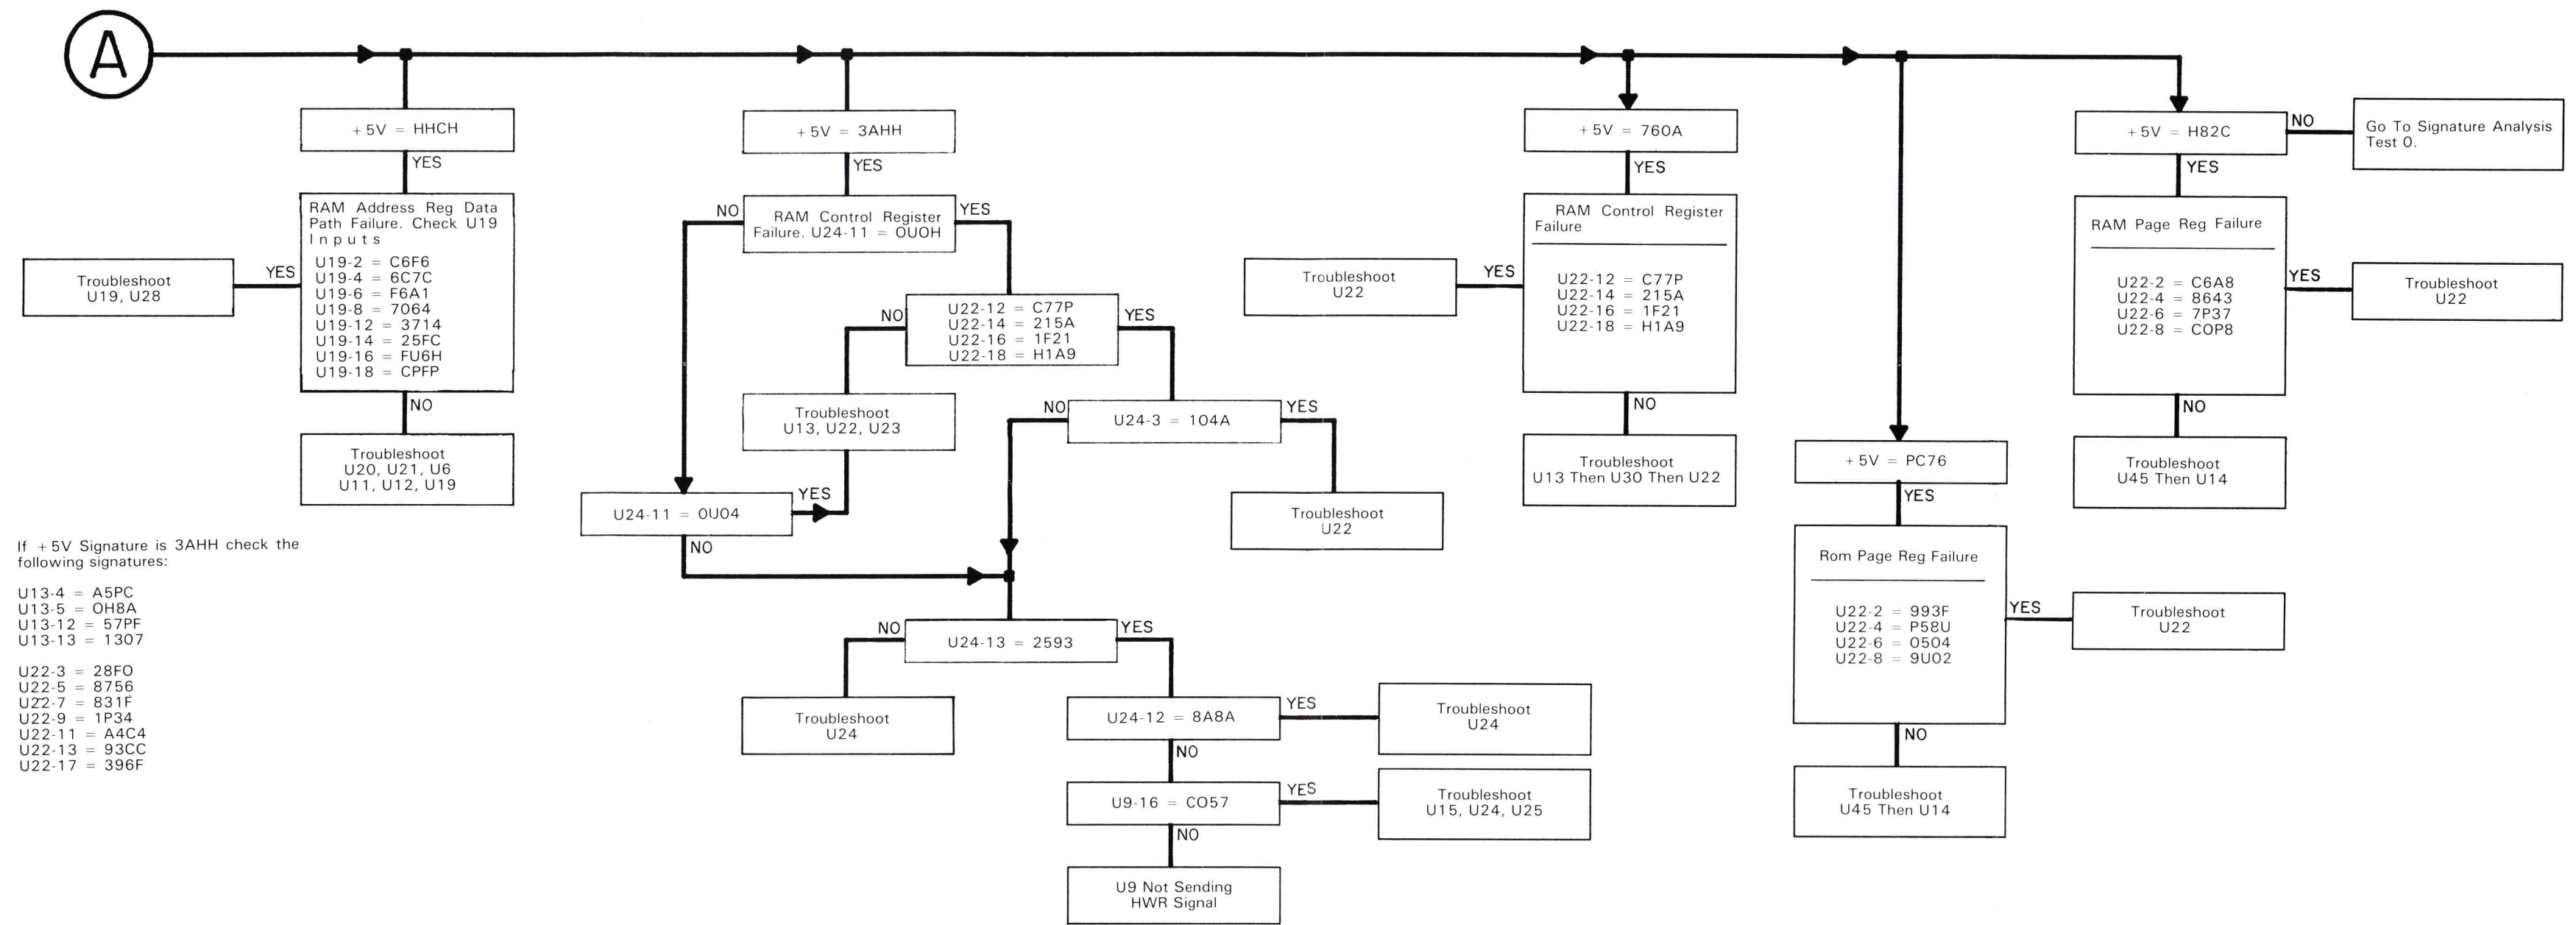 A
+5V = HHCH
YES
RAM Address Reg Data
Path Failure. Check U19
Inputs
U19-2 = C6F6
U19-4 = 6C7C
U19-6 = F6A1
U19-8 = 7064
U19-12 = 3714
U19-14 = 25FC
U19-16 = FU6H
U19-18 = CPFP
YES
Troubleshoot
U19, U28
NO
Troubleshoot
U20, U21, U6
U11, U12, U19
If +5V Signature is 3AHH check the
following signatures:
U13-4 = A5PC
U13-5 = OH8A
U13-12 = 57PF
U13-13 = 1307
U22-3 = 28FO
U22-5 = 8756
U22-7 = 831F
U22-9 = 1P34
U22-11 = A4C4
U22-13 = 93CC
U22-17 = 396F
+5V = 3AHH
YES
RAM Control Register
Failure. U24-11 = OUOH
NO
YES
U22-12 = C77P
U22-14 = 215A
U22-16 = 1F21
U22-18 = H1A9
NO
YES
Troubleshoot
U13, U22, U23
U24-11 = OUO4
YES
NO
U24-3 = 104A
NO
YES
Troubleshoot
U22
U24-13 = 2593
NO
YES
Troubleshoot
U24
U24-12 = 8A8A
YES
Troubleshoot
U24
NO
U9-16 = CO57
YES
Troubleshoot
U15, U24, U25
NO
U9 Not Sending
HWR Signal
+5V = 760A
YES
RAM Control Register
Failure
U22-12 = C77P
U22-14 = 215A
U22-16 = 1F21
U22-18 = H1A9
YES
Troubleshoot
U22
NO
Troubleshoot
U13 Then U30 Then U22
+5V = PC76
YES
Rom Page Reg Failure
U22-2 = 993F
U22-4 = P58U
U22-6 = 0504
U22-8 = 9U02
YES
Troubleshoot
U22
NO
Troubleshoot
U45 Then U14
+5V = H82C
NO
Go To Signature Analysis
Test 0.
YES
RAM Page Reg Failure
U22-2 = C6A8
U22-4 = 8643
U22-6 = 7P37
U22-8 = COP8
YES
Troubleshoot
U22
NO
Troubleshoot
U45 Then U14